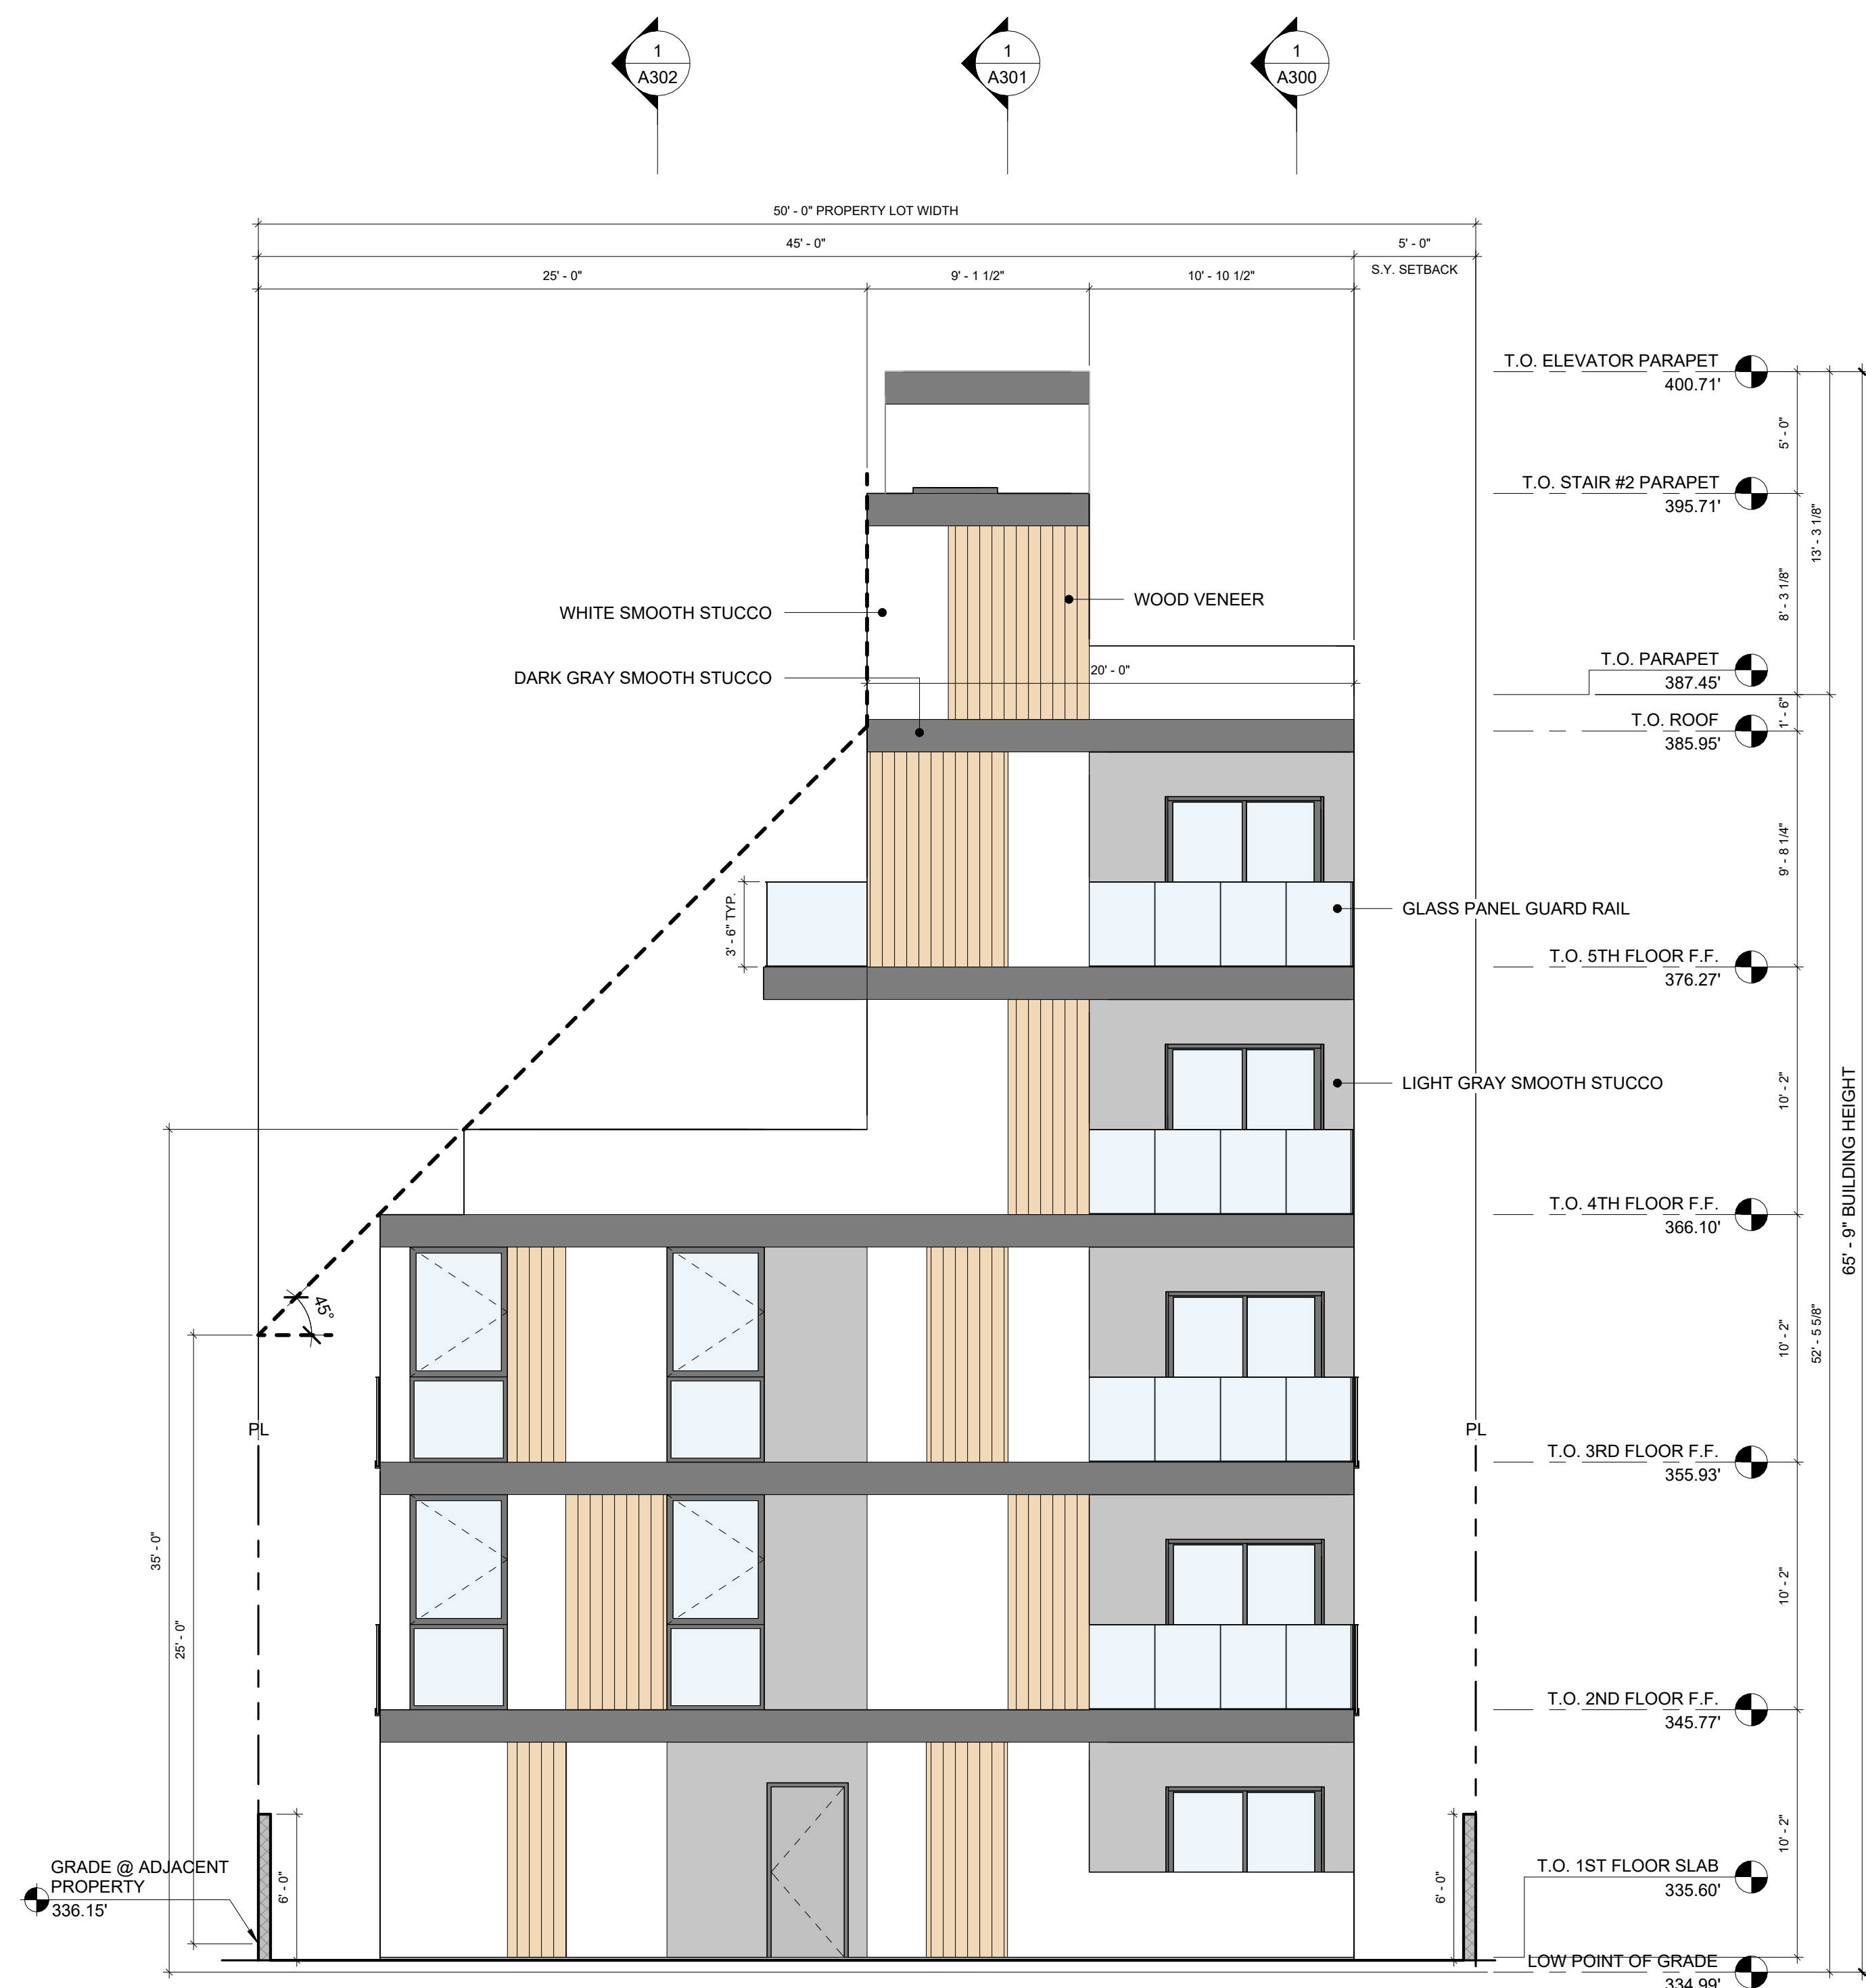 1
A302
1
A301
1
A300
50' - 0" PROPERTY LOT WIDTH
45' - 0"
5' - 0"
25' - 0"
9' - 1 1/2"
10' - 10 1/2"
S.Y. SETBACK
T.O. ELEVATOR PARAPET
400.71'
5' - 0"
T.O. STAIR #2 PARAPET
395.71'
13' - 3 1/8"
8' - 3 1/8"
WHITE SMOOTH STUCCO
WOOD VENEER
DARK GRAY SMOOTH STUCCO
20' - 0"
T.O. PARAPET
387.45'
1' - 6"
T.O. ROOF
385.95'
9' - 8 1/4"
3' - 6" TYP.
GLASS PANEL GUARD RAIL
T.O. 5TH FLOOR F.F.
376.27'
LIGHT GRAY SMOOTH STUCCO
10' - 2"
65' - 9" BUILDING HEIGHT
T.O. 4TH FLOOR F.F.
366.10'
45°
10' - 2"
52' - 5 5/8"
PL
PL
T.O. 3RD FLOOR F.F.
355.93'
35' - 0"
25' - 0"
10' - 2"
T.O. 2ND FLOOR F.F.
345.77'
10' - 2"
GRADE @ ADJACENT
PROPERTY
336.15'
6' - 0"
6' - 0"
T.O. 1ST FLOOR SLAB
335.60'
LOW POINT OF GRADE
334.99'